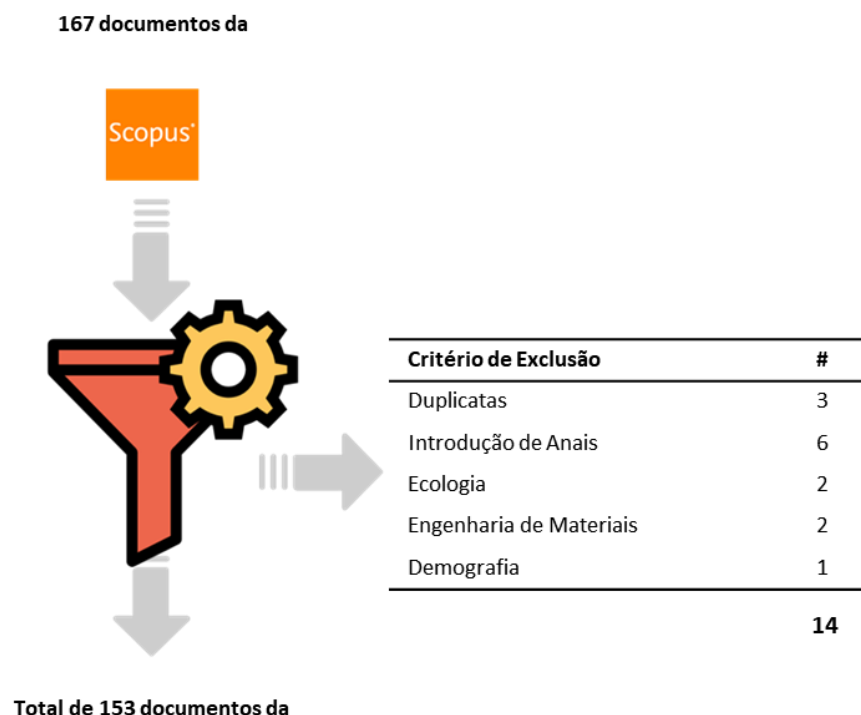 167 documentos da
Scopus
Critério de Exclusão #
Duplicatas 3
Introdução de Anais 6
Ecologia 2
Engenharia de Materiais 2
Demografia 1
14
Total de 153 documentos da